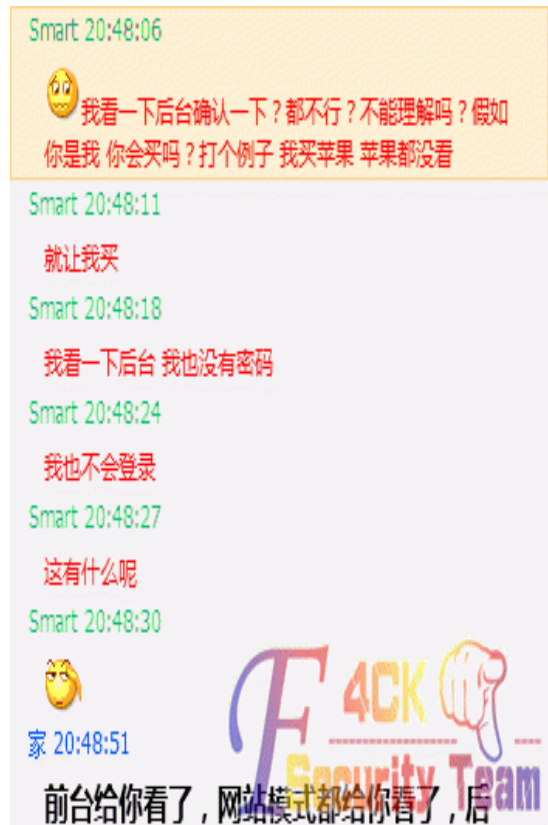 Smart 20:48:06
我看一下后台确认一下？都不行？不能理解吗？假如
你是我 你会买吗？打个例子 我买苹果 苹果都没看
Smart 20:48:11
就让我买
Smart 20:48:18
我看一下后台 我也没有密码
Smart 20:48:24
我也不会登录
Smart 20:48:27
这有什么呢
Smart 20:48:30
F4CK
Security Team
家 20:48:51
前台给你看了，网站模式都给你看了，后